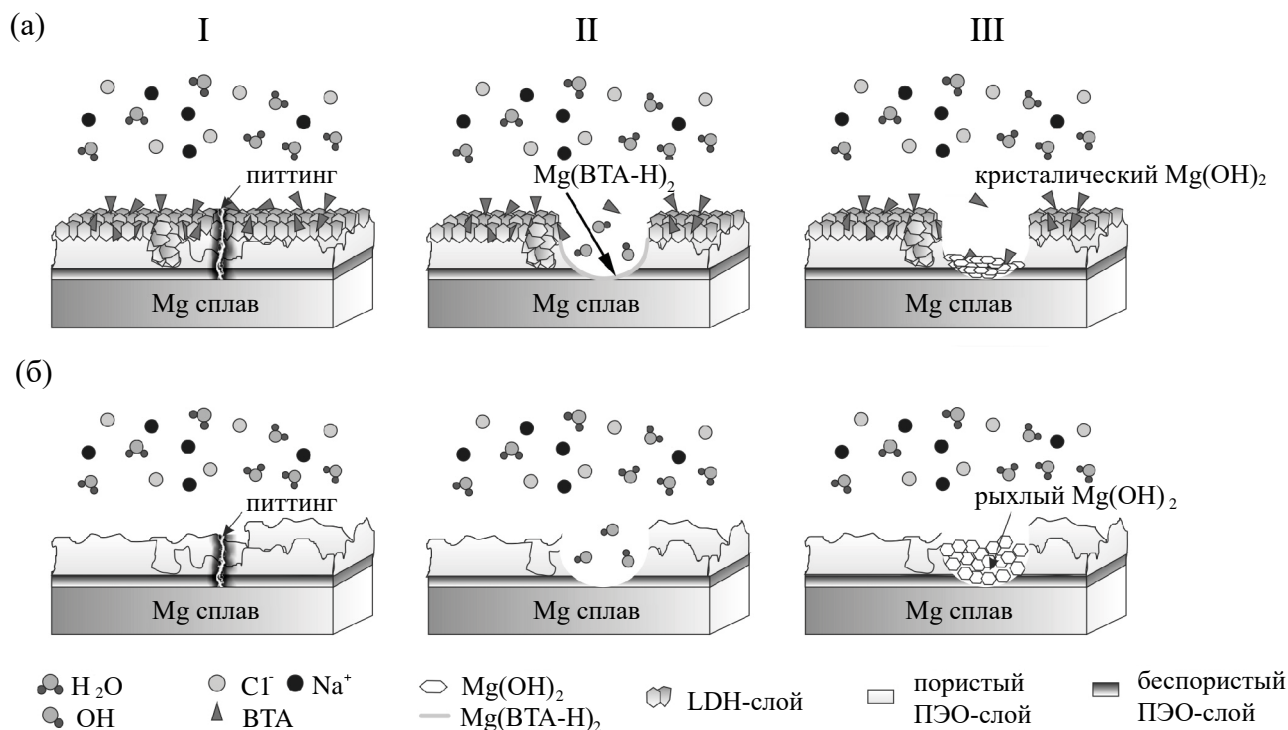 (а)
I II III
питтинг
Mg(BTA-H)₂
кристалический Mg(OH)₂
Mg сплав Mg сплав Mg сплав
(б)
питтинг
рыхлый Mg(OH)₂
Mg сплав Mg сплав Mg сплав
H₂O Cl⁻ Na⁺ Mg(OH)₂ LDH-слой пористый беспористый
OH BTA Mg(BTA-H)₂ ПЭО-слой ПЭО-слой